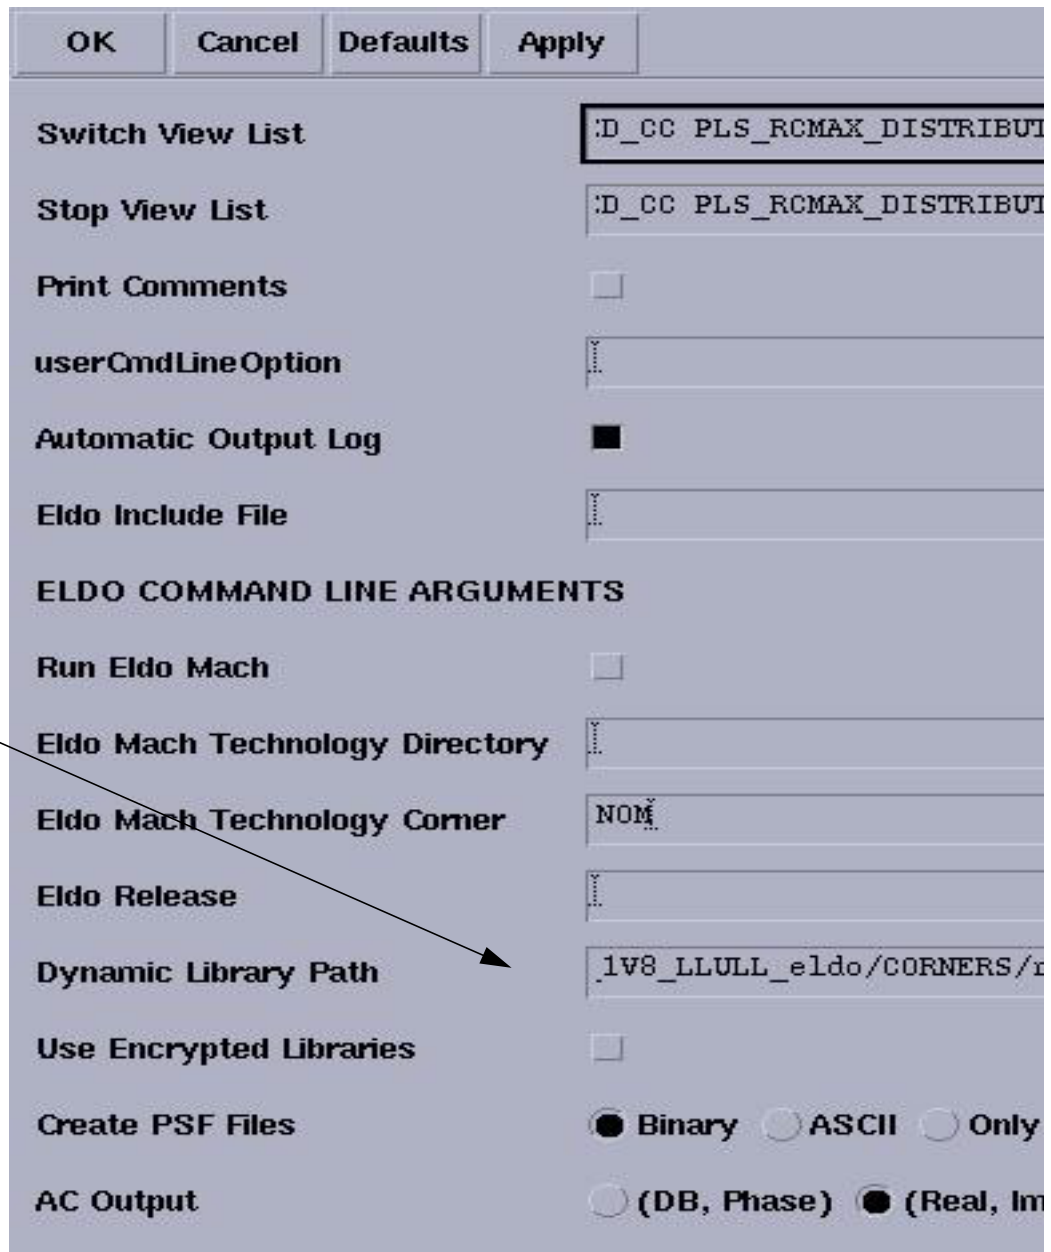 OK Cancel Defaults Apply
Switch View List :D_CC PLS_RCMAX_DISTRIBUT
Stop View List :D_CC PLS_RCMAX_DISTRIBUT
Print Comments
userCmdLineOption
Automatic Output Log
Eldo Include File
ELDO COMMAND LINE ARGUMENTS
Run Eldo Mach
Eldo Mach Technology Directory
Eldo Mach Technology Corner NOM
Eldo Release
Dynamic Library Path _1V8_LLULL_eldo/CORNERS/
Use Encrypted Libraries
Create PSF Files Binary ASCII Only
AC Output (DB, Phase) (Real, Im